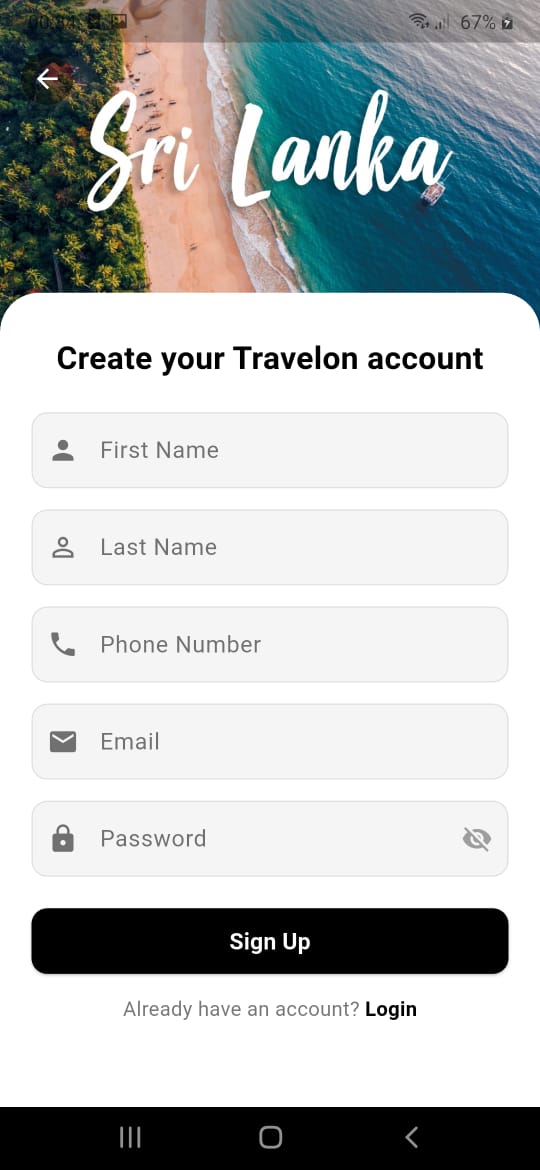 67%
Sri Lanka
Create your Travelon account
First Name
Last Name
Phone Number
Email
Password
Sign Up
Already have an account? Login